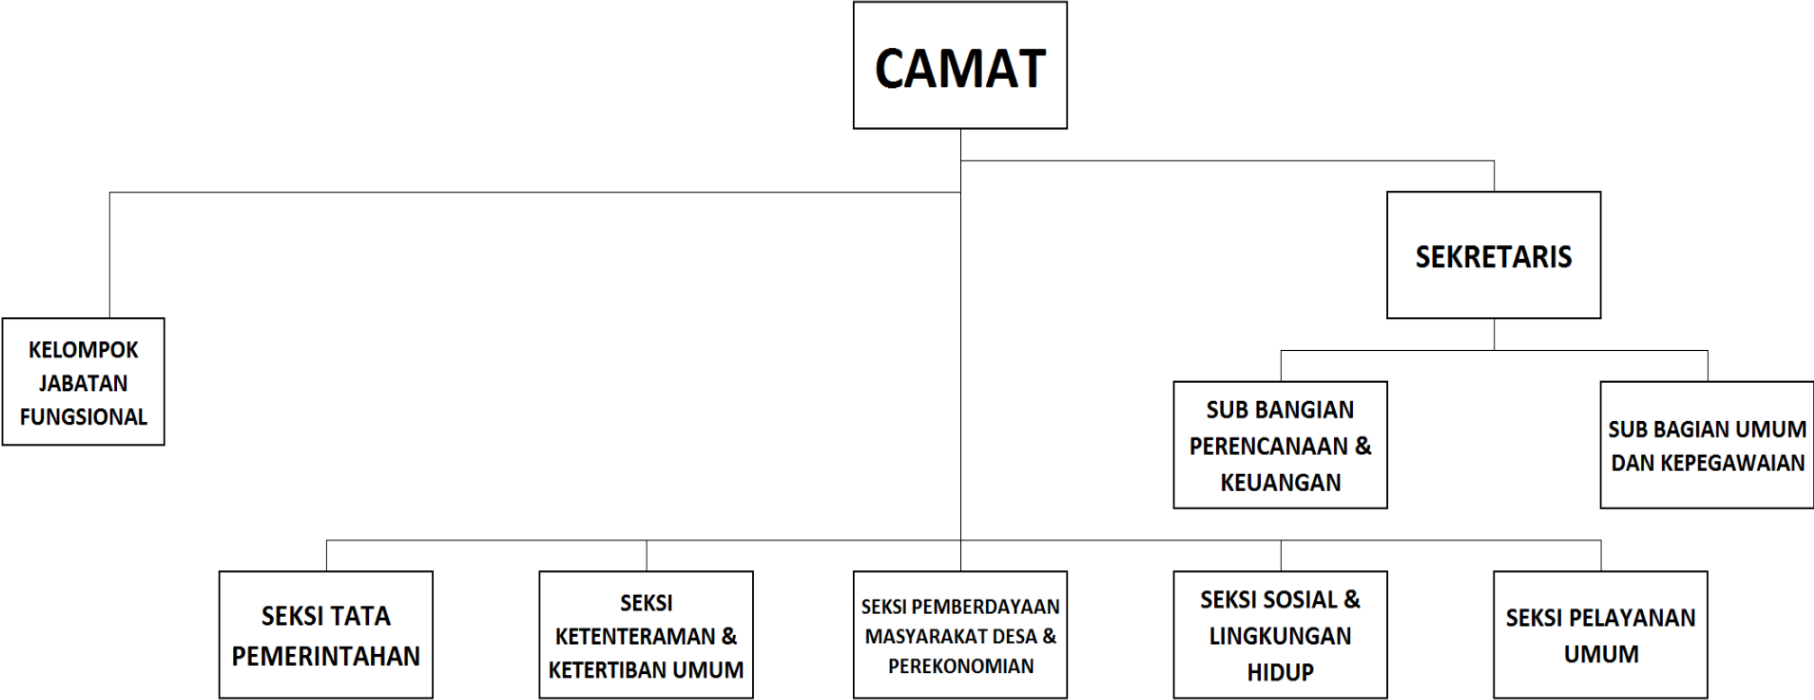 CAMAT
SEKRETARIS
KELOMPOK
JABATAN
FUNGSIONAL
SUB BANGIAN
PERENCANAAN &
KEUANGAN
SUB BAGIAN UMUM
DAN KEPEGAWAIAN
SEKSI TATA
PEMERINTAHAN
SEKSI
KETENTERAMAN &
KETERTIBAN UMUM
SEKSI PEMBERDAYAAN
MASYARAKAT DESA &
PEREKONOMIAN
SEKSI SOSIAL &
LINGKUNGAN
HIDUP
SEKSI PELAYANAN
UMUM